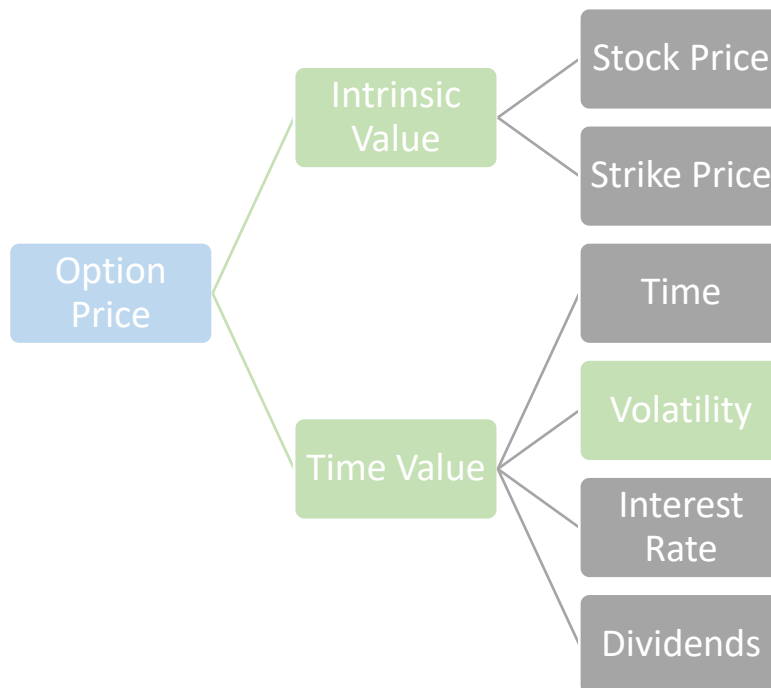 Stock Price
Intrinsic
Value
Strike Price
Option
Price
Time
Volatility
Time Value
Interest
Rate
Dividends